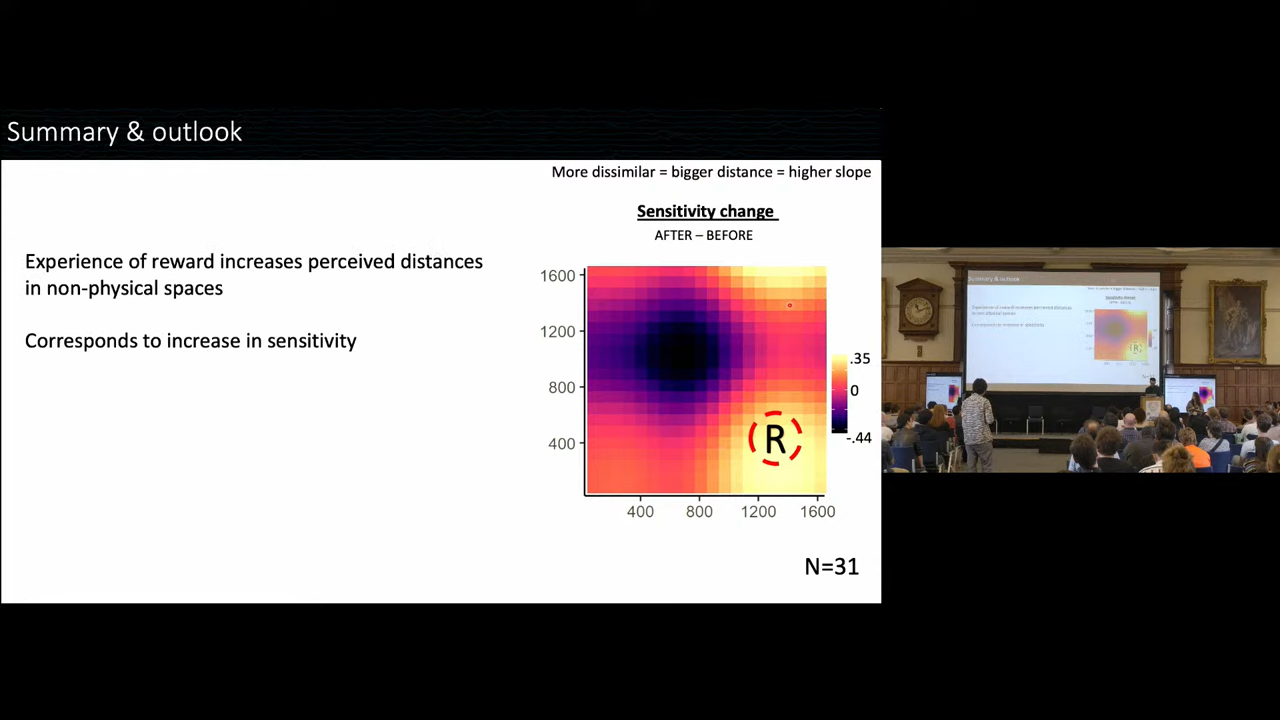 Summary & outlook
More dissimilar = bigger distance = higher slope
Sensitivity change
AFTER – BEFORE
Experience of reward increases perceived distances
in non-physical spaces
Corresponds to increase in sensitivity
1600
1200
800
400
400
800
1200
1600
R
.35
0
-.44
N=31
Summary & outlook